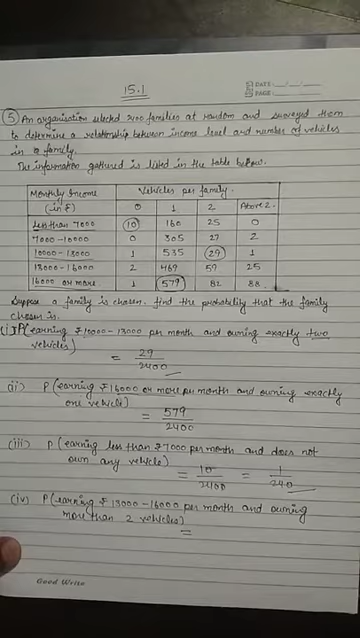 15.1
DATE: __/__/__
PAGE:
(5) An organisation selected 2400 families at random and surveyed them
to determine a relationship between income level and number of vehicles
in a family.
The information gathered is listed in the table below.
Monthly Income (in ₹) Vehicles per family.
0 1 2 Above 2.
Less than 7000 10 160 25 0
7000-10000 0 305 27 2
10000-13000 1 535 29 1
13000-16000 2 469 59 25
16000 or more 1 579 82 88
Suppose a family is chosen. find the probability that the family
chosen is.
(i) P(earning ₹10000-13000 per month and owning exactly two
vehicles)
= 29/2400
(ii) P(earning ₹16000 or more per month and owning exactly
one vehicle)
= 579/2400
(iii) P(earning less than ₹7000 per month and does not
own any vehicle)
= 10/2400 = 1/240
(iv) P(earning ₹13000-16000 per month and owning
more than 2 vehicles)
=
Good Write